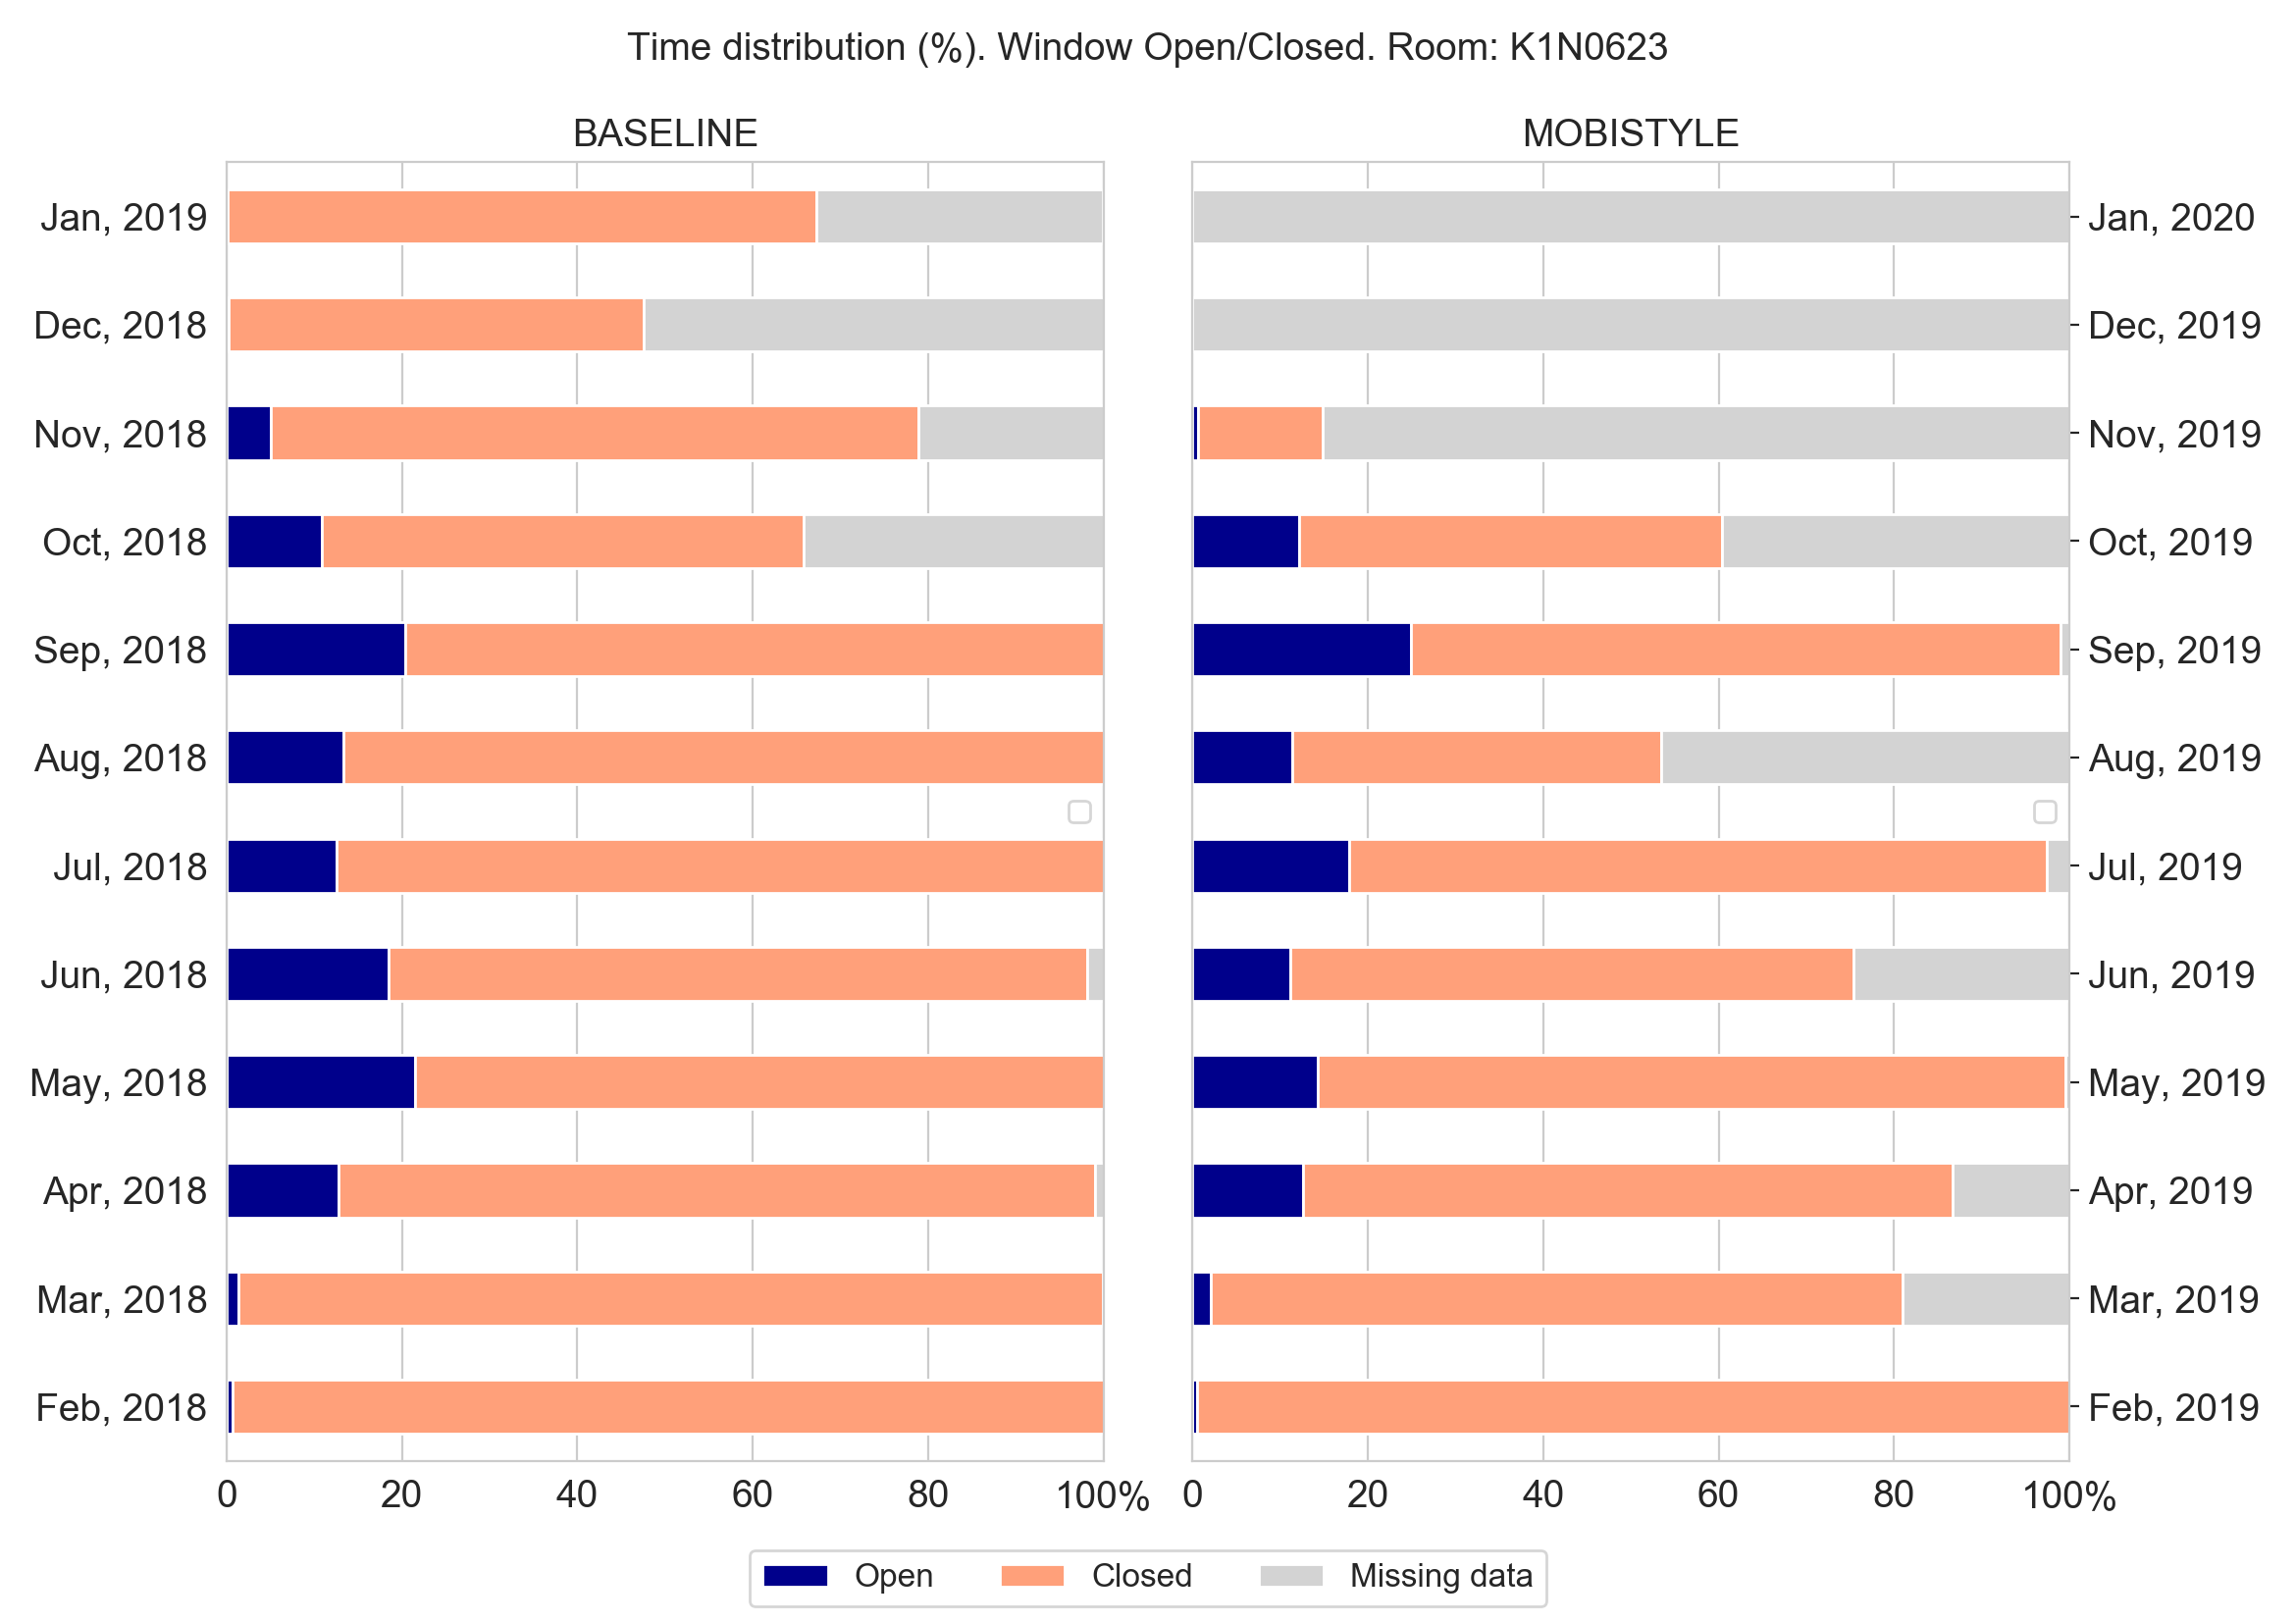 Time distribution (%). Window Open/Closed. Room: K1N0623
BASELINE
Jan, 2019
Dec, 2018
Nov, 2018
Oct, 2018
Sep, 2018
Aug, 2018
Jul, 2018
Jun, 2018
May, 2018
Apr, 2018
Mar, 2018
Feb, 2018
0 20 40 60 80 100%
MOBISTYLE
Jan, 2020
Dec, 2019
Nov, 2019
Oct, 2019
Sep, 2019
Aug, 2019
Jul, 2019
Jun, 2019
May, 2019
Apr, 2019
Mar, 2019
Feb, 2019
0 20 40 60 80 100%
Open Closed Missing data